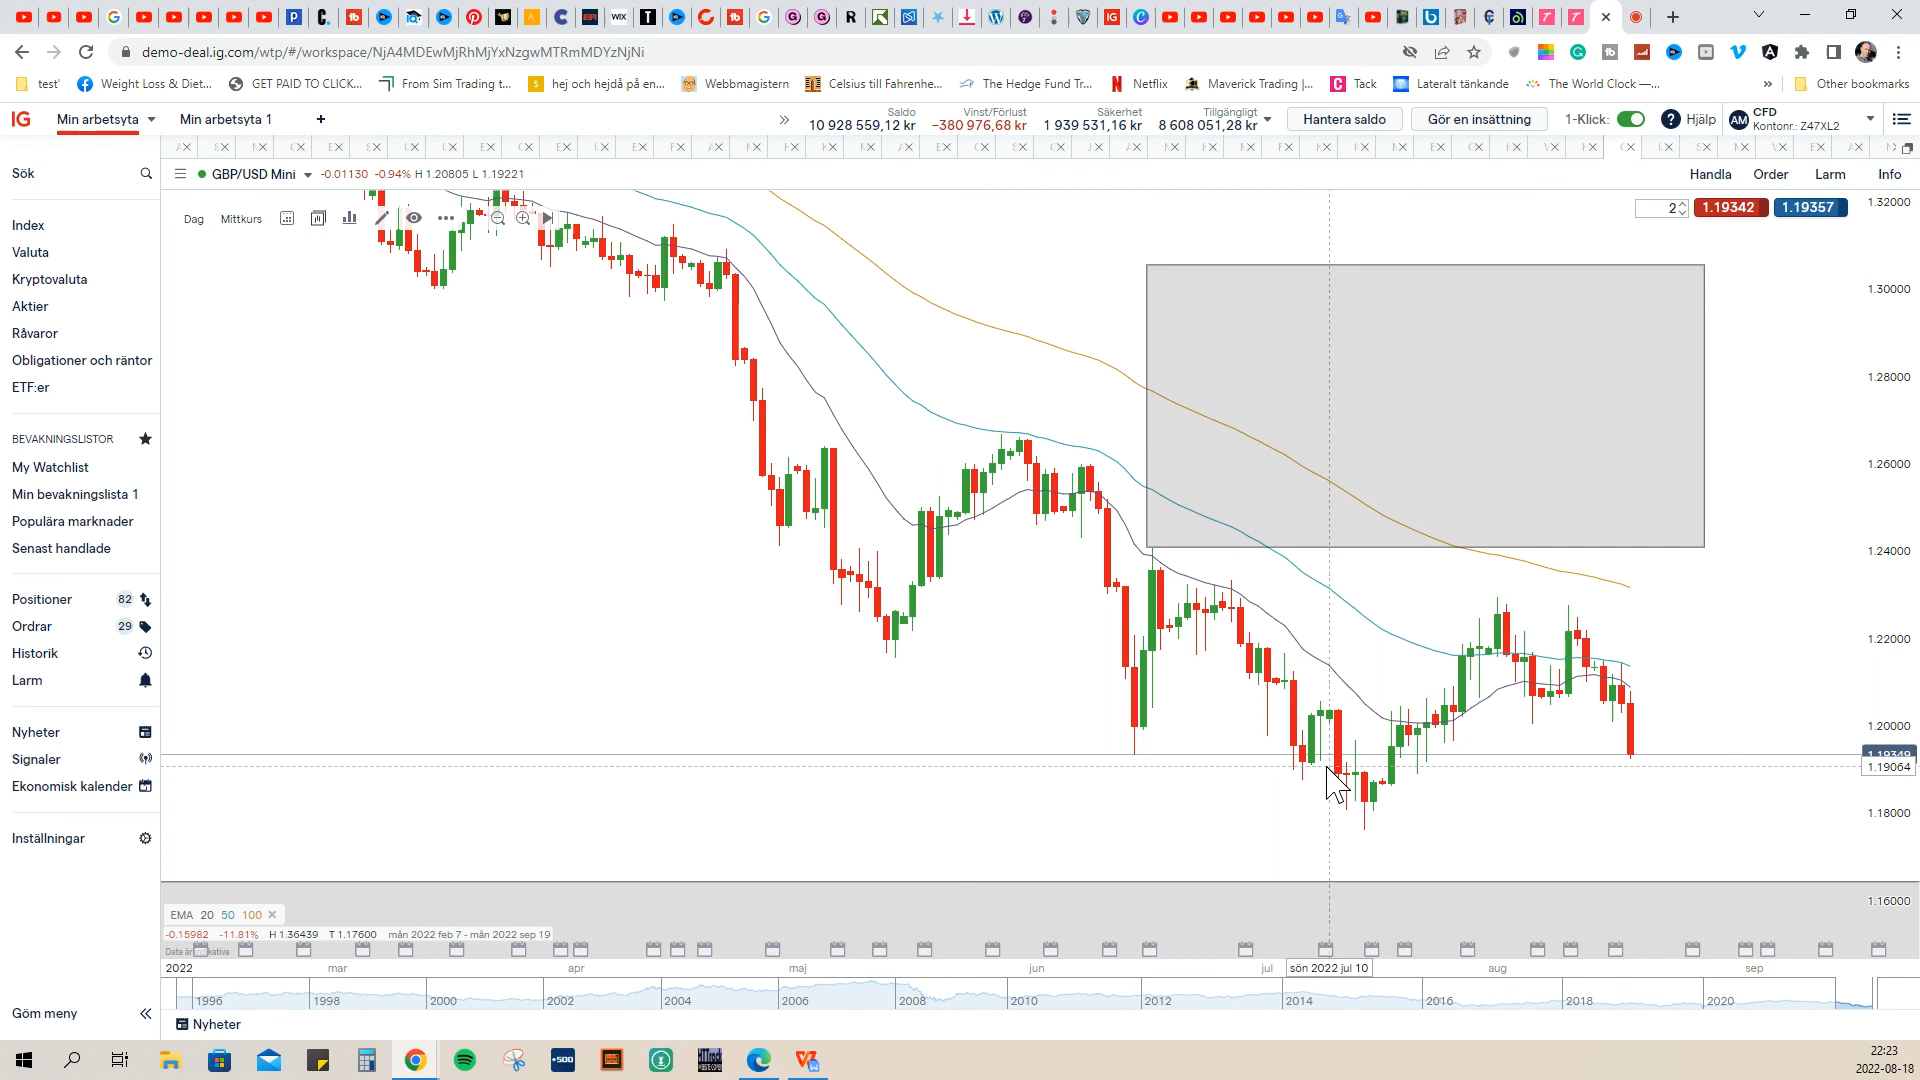 demo-deal.ig.com/wtp/#/workspace/NjA4MDEwMjRhMjYxNzgwMTRmMDYzNjNi
test'
Weight Loss & Diet...
GET PAID TO CLICK...
From Sim Trading t...
hej och hejdå på en...
Webbmagistern
Celsius till Fahrenhe...
The Hedge Fund Tr...
Netflix
Maverick Trading |...
Tack
Lateralt tänkande
The World Clock —...
Other bookmarks
IG
Min arbetsyta
Min arbetsyta 1
+
Saldo
10 928 559,12 kr
Vinst/Förlust
−380 976,68 kr
Säkerhet
1 939 531,16 kr
Tillgängligt
8 608 051,28 kr
Hantera saldo
Gör en insättning
1-Klick:
Hjälp
AM
CFD
Kontonr.: Z47XL2
Sök
GBP/USD Mini
-0.01130 -0.94% H 1.20805 L 1.19221
Handla
Order
Larm
Info
Dag
Mittkurs
2
1.19342
1.19357
Index
Valuta
Kryptovaluta
Aktier
Råvaror
Obligationer och räntor
ETF:er
BEVAKNINGSLISTOR
My Watchlist
Min bevakningslista 1
Populära marknader
Senast handlade
Positioner 82
Ordrar 29
Historik
Larm
Nyheter
Signaler
Ekonomisk kalender
Inställningar
Göm meny
1.32000
1.30000
1.28000
1.26000
1.24000
1.22000
1.20000
1.19349
1.19064
1.18000
1.16000
EMA 20 50 100
-0.15982 -11.81% H 1.36439 T 1.17600 mån 2022 feb 7 - mån 2022 sep 19
2022 mar apr maj jun jul sön 2022 jul 10 aug sep
1996 1998 2000 2002 2004 2006 2008 2010 2012 2014 2016 2018 2020
Nyheter
22:23
2022-08-18